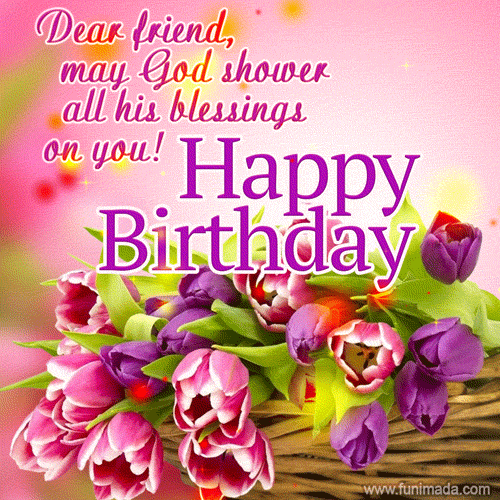 Dear friend,
may God shower
all his blessings
on you!
Happy
Birthday
www.funimada.com